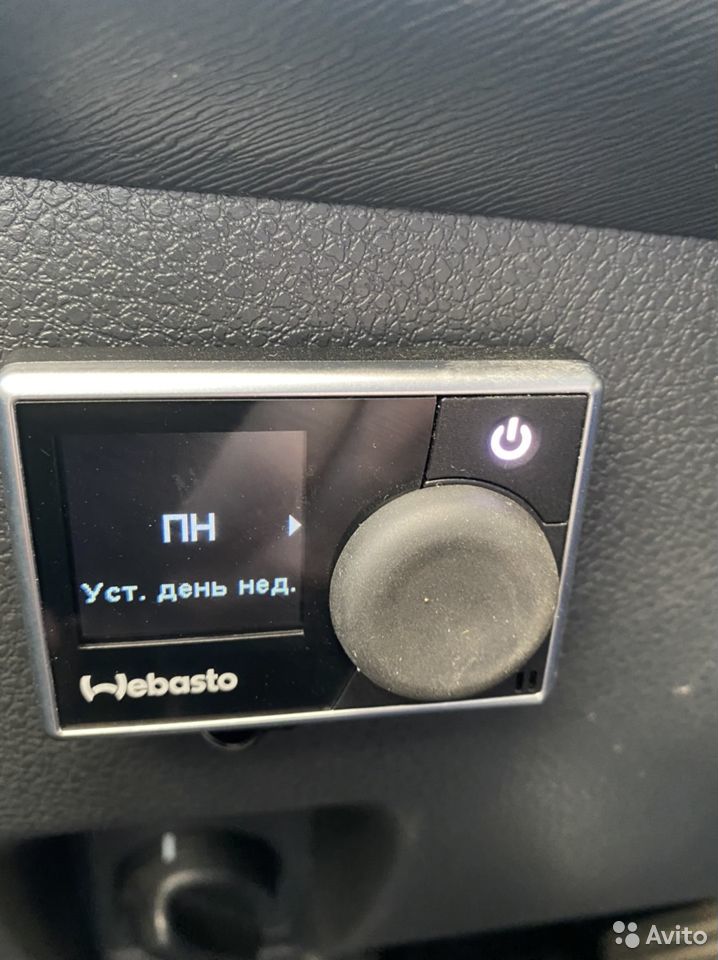 ПН
Уст. день нед.
Webasto
Avito